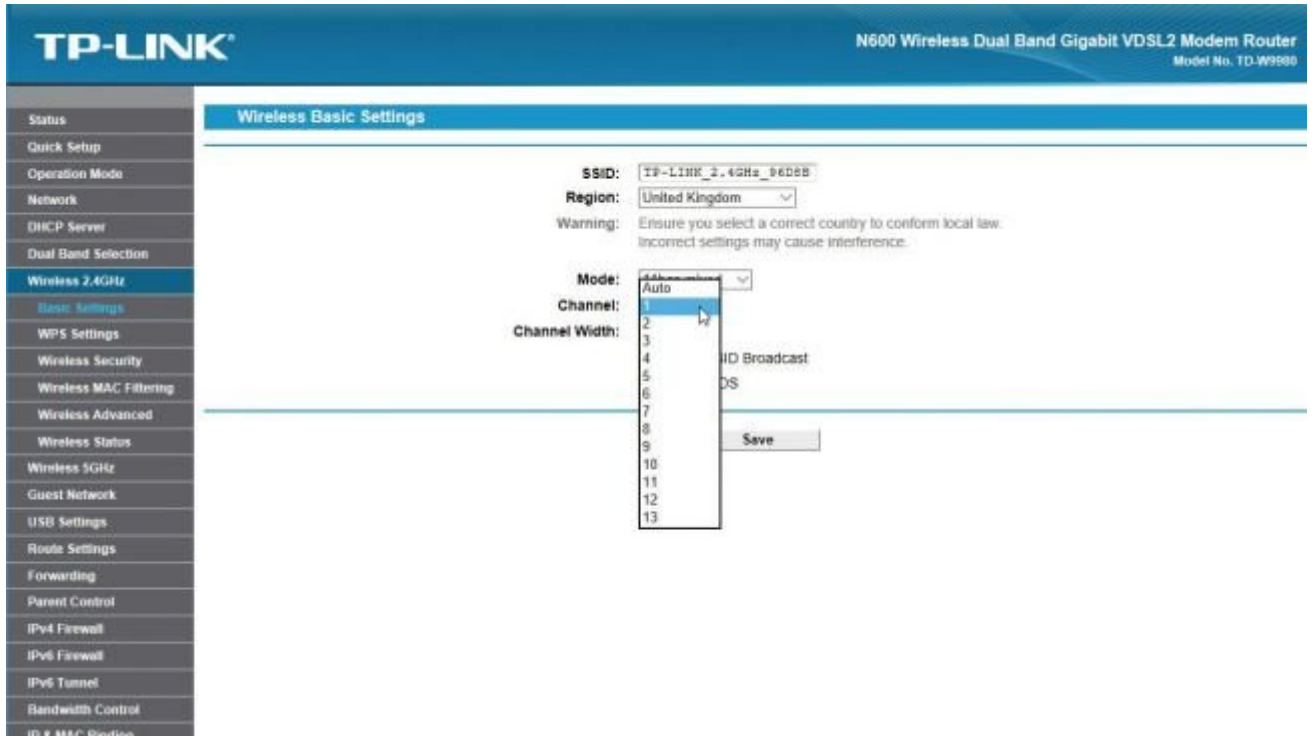 TP-LINK
N600 Wireless Dual Band Gigabit VDSL2 Modem Router
Model No. TD-W9980
Status
Quick Setup
Operation Mode
Network
DHCP Server
Dual Band Selection
Wireless 2.4GHz
Basic Settings
WPS Settings
Wireless Security
Wireless MAC Filtering
Wireless Advanced
Wireless Status
Wireless 5GHz
Guest Network
USB Settings
Route Settings
Forwarding
Parent Control
IPv4 Firewall
IPv6 Firewall
IPv6 Tunnel
Bandwidth Control
IP & MAC Binding
Wireless Basic Settings
SSID:
Region: United Kingdom
Warning: Ensure you select a correct country to conform local law.
Incorrect settings may cause interference.
Mode:
Channel:
Channel Width:
Auto
1
2
3
4
5
6
7
8
9
10
11
12
13
ID Broadcast
DS
Save